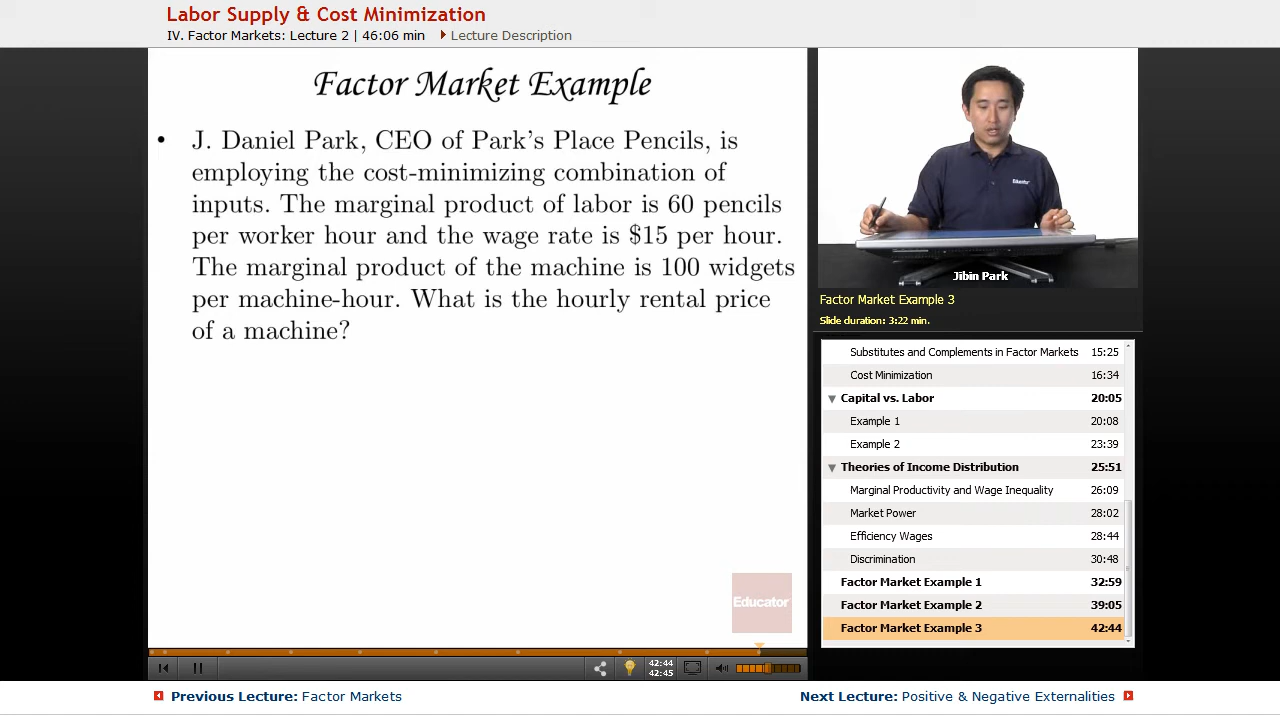 Labor Supply & Cost Minimization
IV. Factor Markets: Lecture 2 | 46:06 min
Lecture Description
Factor Market Example
• J. Daniel Park, CEO of Park's Place Pencils, is
employing the cost-minimizing combination of
inputs. The marginal product of labor is 60 pencils
per worker hour and the wage rate is $15 per hour.
The marginal product of the machine is 100 widgets
per machine-hour. What is the hourly rental price
of a machine?
Educator
42:44
42:45
Jibin Park
Factor Market Example 3
Slide duration: 3:22 min.
Substitutes and Complements in Factor Markets 15:25
Cost Minimization 16:34
Capital vs. Labor 20:05
Example 1 20:08
Example 2 23:39
Theories of Income Distribution 25:51
Marginal Productivity and Wage Inequality 26:09
Market Power 28:02
Efficiency Wages 28:44
Discrimination 30:48
Factor Market Example 1 32:59
Factor Market Example 2 39:05
Factor Market Example 3 42:44
Previous Lecture: Factor Markets
Next Lecture: Positive & Negative Externalities